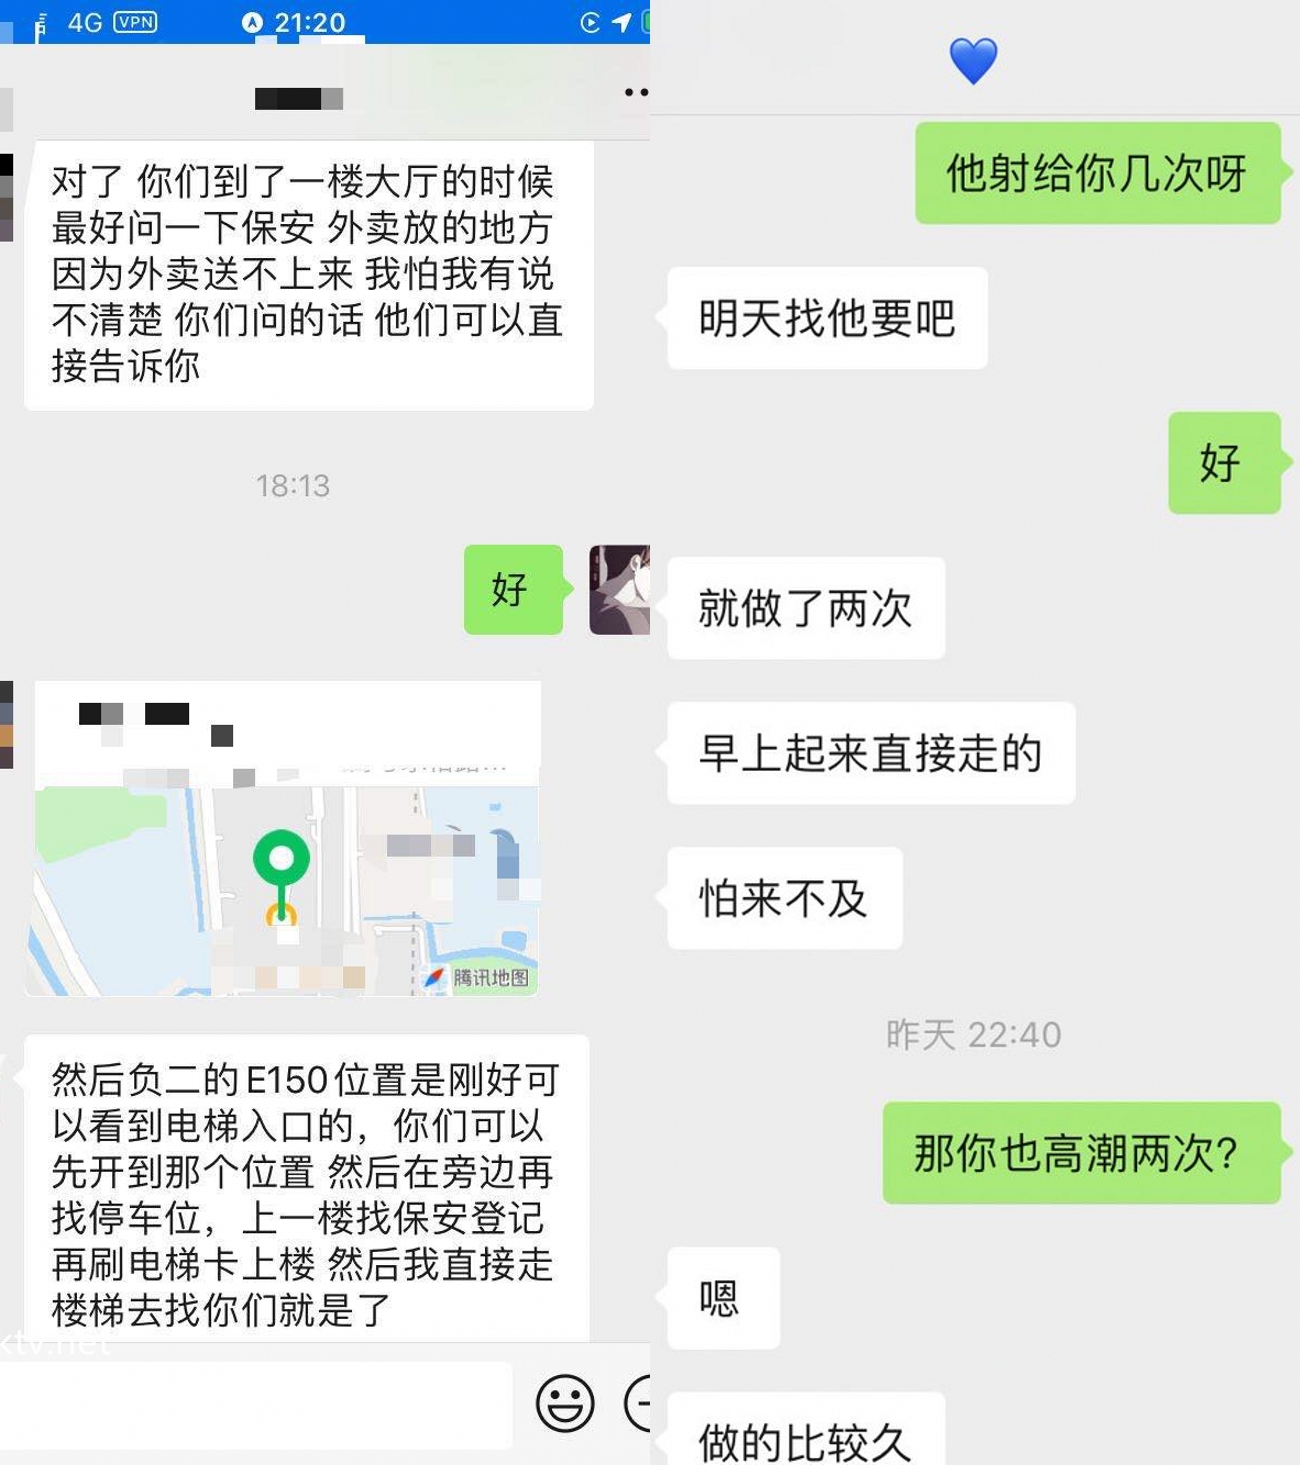 4G VPN 21:20
对了 你们到了一楼大厅的时候
最好问一下保安 外卖放的地方
因为外卖送不上来 我怕我有说
不清楚 你们问的话 他们可以直
接告诉你
18:13
好
腾讯地图
然后负二的E150位置是刚好可
以看到电梯入口的，你们可以
先开到那个位置 然后在旁边再
找停车位，上一楼找保安登记
再刷电梯卡上楼 然后我直接走
楼梯去找你们就是了
ktv.net
他射给你几次呀
明天找他要吧
好
就做了两次
早上起来直接走的
怕来不及
昨天 22:40
那你也高潮两次?
嗯
做的比较久